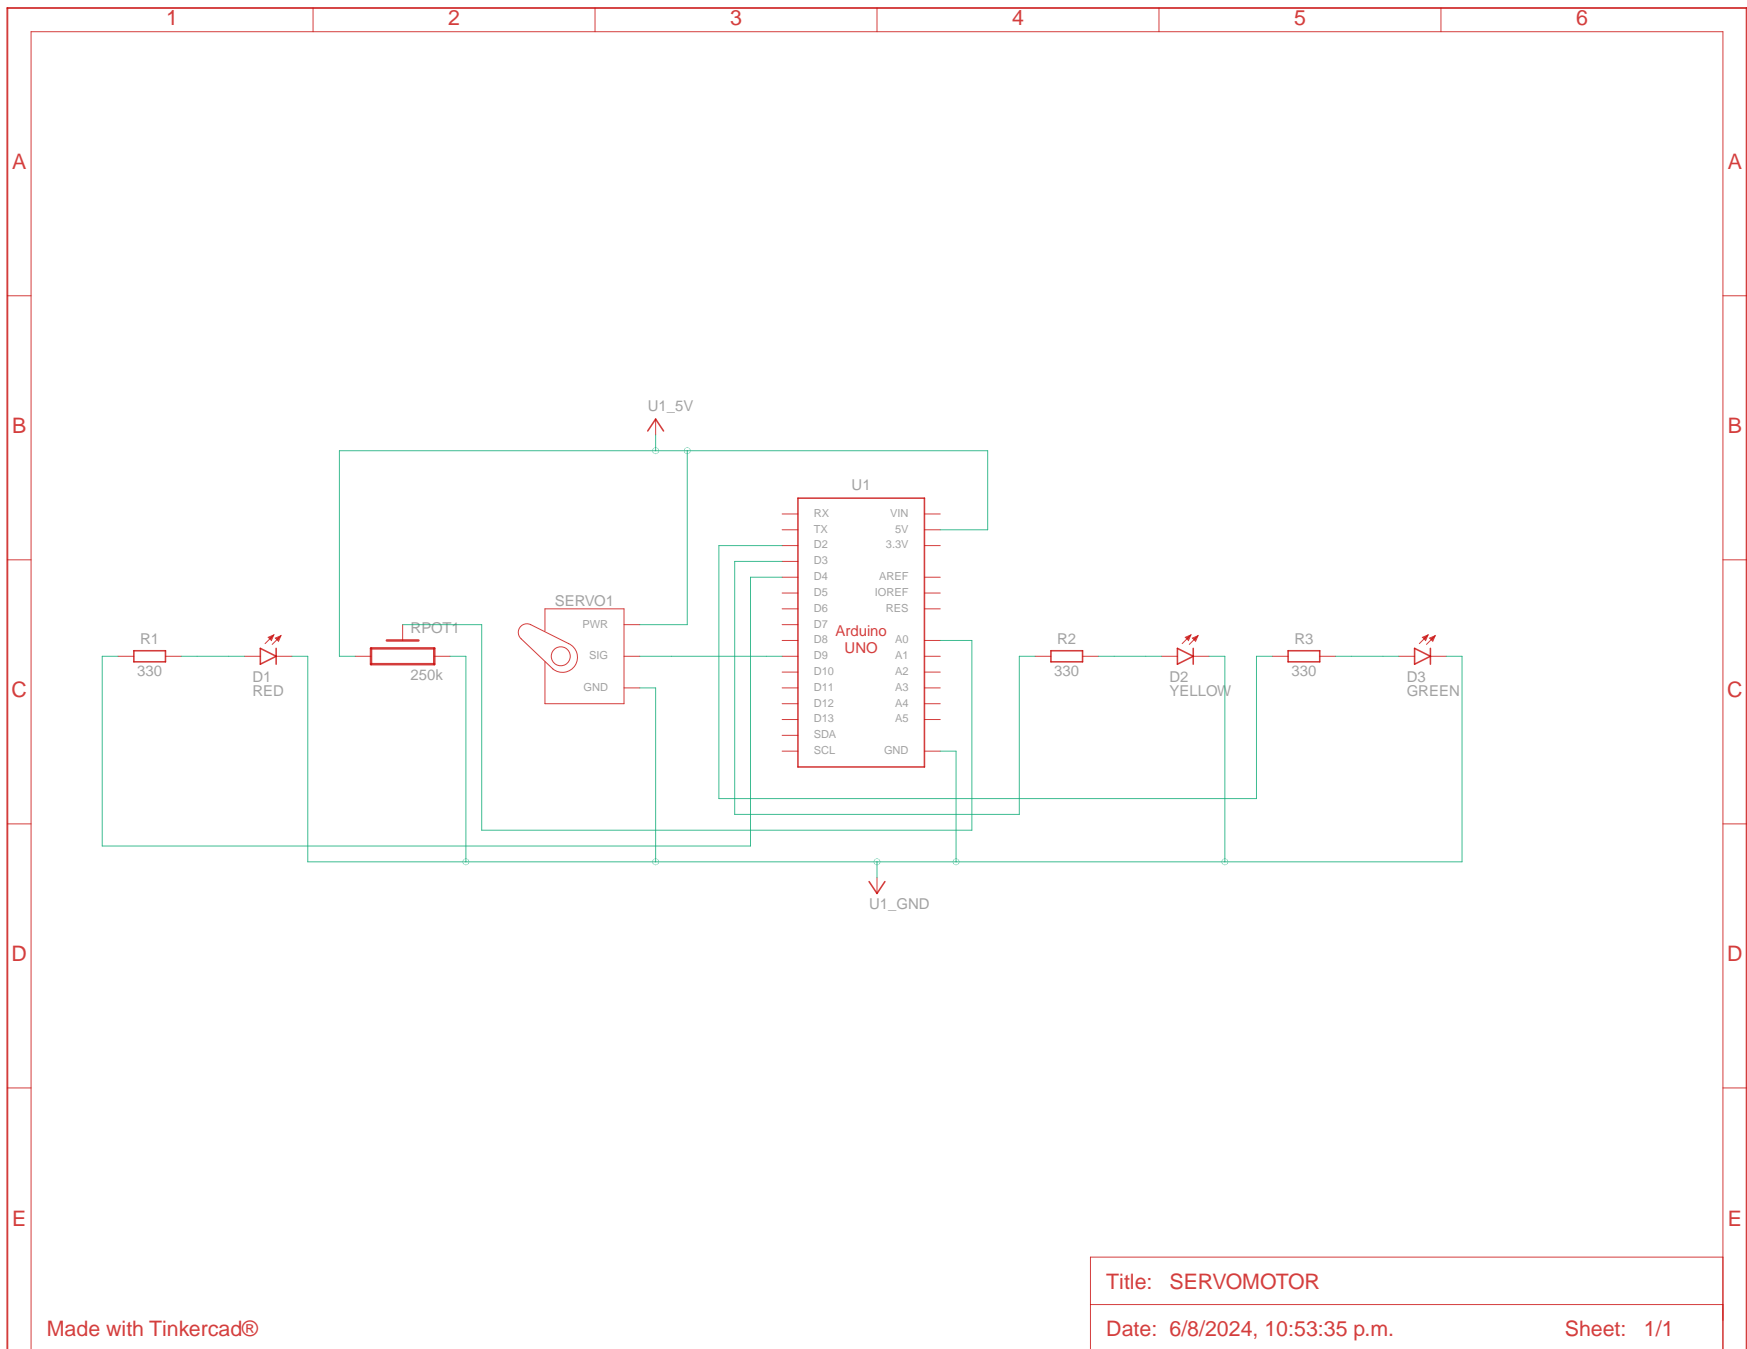 1 2 3 4 5 6
A A
B B
C C
D D
E E
U1_5V
U1
RX VIN
TX 5V
D2 3.3V
D3
D4 AREF
D5 IOREF
D6 RES
D7
D8 A0
D9 A1
D10 A2
D11 A3
D12 A4
D13 A5
SDA
SCL GND
Arduino
UNO
SERVO1
PWR
SIG
GND
RPOT1
250k
R1
330
D1
RED
R2
330
D2
YELLOW
R3
330
D3
GREEN
U1_GND
Title: SERVOMOTOR
Made with Tinkercad®
Date: 6/8/2024, 10:53:35 p.m. Sheet: 1/1